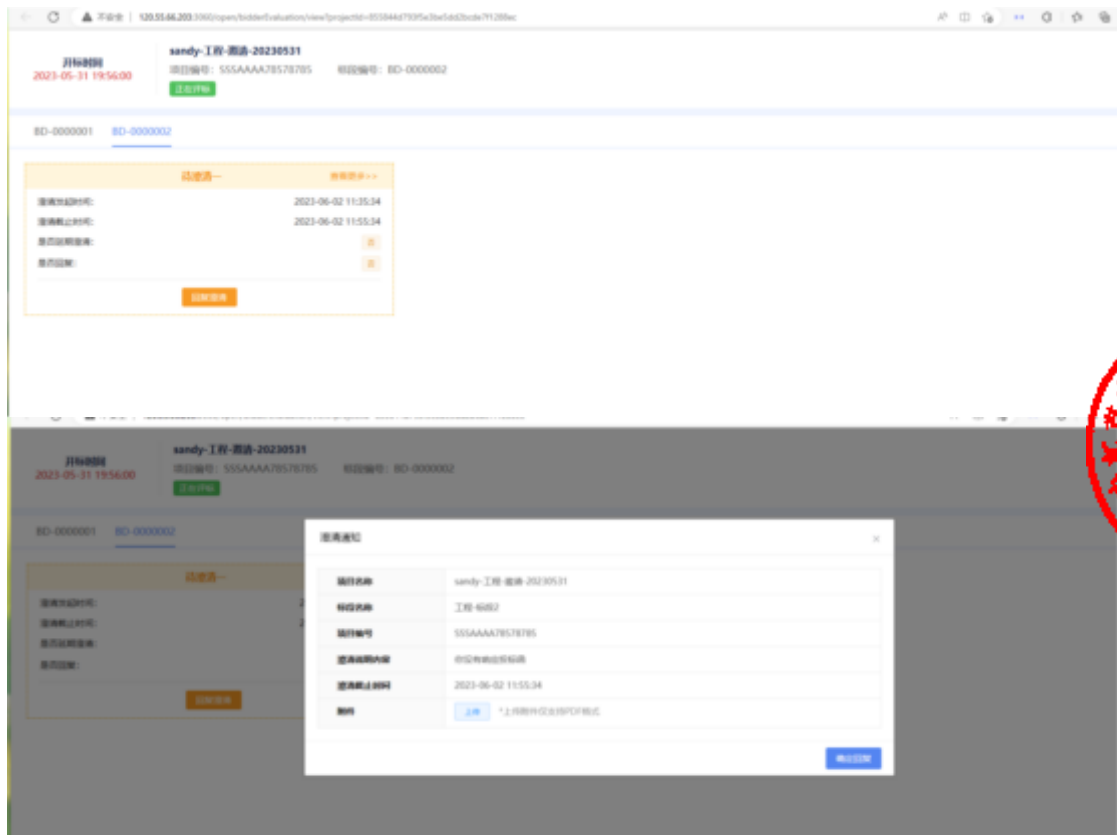 不安全 120.55.66.203:3060/open/bidderEvaluation/view?projectId=
开标时间
2023-05-31 19:56:00
sandy-工程-邀请-20230531
项目编号：SSSAAAA78578785 标段编号：BD-0000002
正在评标
BD-0000001 BD-0000002
待澄清一 查看更多>>
澄清发起时间: 2023-06-02 11:35:34
澄清截止时间: 2023-06-02 11:55:34
是否延期澄清: 否
是否回复: 否
回复澄清
开标时间
2023-05-31 19:56:00
sandy-工程-邀请-20230531
项目编号：SSSAAAA78578785 标段编号：BD-0000002
正在评标
BD-0000001 BD-0000002
待澄清一
澄清发起时间:
澄清截止时间:
是否延期澄清:
是否回复:
回复澄清
澄清通知
项目名称 sandy-工程-邀请-20230531
标段名称 工程-标段2
项目编号 SSSAAAA78578785
澄清说明内容
澄清截止时间 2023-06-02 11:55:34
附件 上传 *上传附件仅支持PDF格式
确定回复